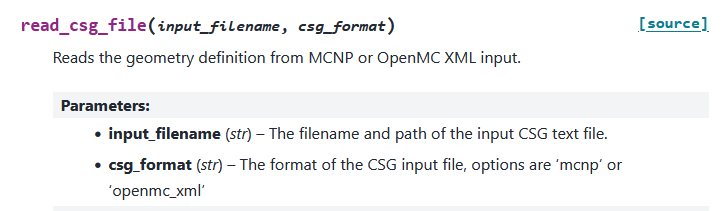 read_csg_file(input_filename, csg_format) [source]
Reads the geometry definition from MCNP or OpenMC XML input.
Parameters:
• input_filename (str) – The filename and path of the input CSG text file.
• csg_format (str) – The format of the CSG input file, options are ‘mcnp’ or
‘openmc_xml’